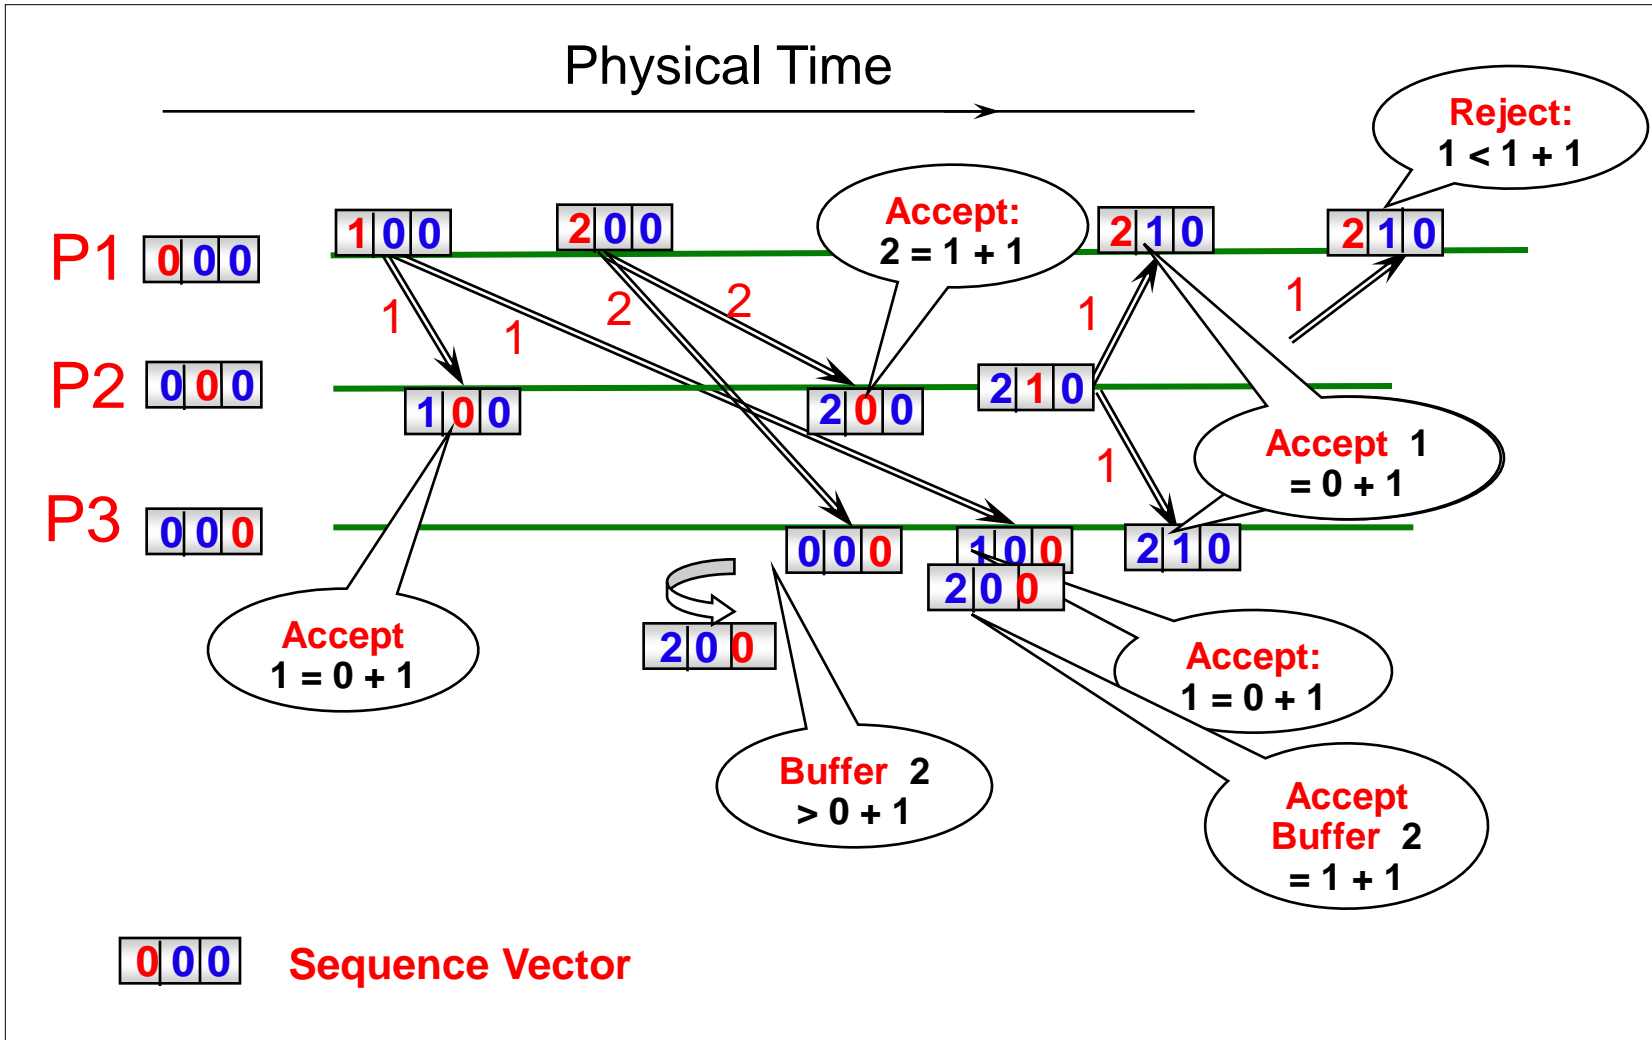 Physical Time
Reject:
1 < 1 + 1
Accept:
2 = 1 + 1
P1 0 0 0
1 0 0
2 0 0
2 1 0
2 1 0
1
1
2
2
1
1
P2 0 0 0
1 0 0
2 0 0
2 1 0
1
Accept 1
= 0 + 1
P3 0 0 0
0 0 0
1 0 0
2 1 0
2 0 0
2 0 0
Accept
1 = 0 + 1
Accept:
1 = 0 + 1
Buffer 2
> 0 + 1
Accept
Buffer 2
= 1 + 1
0 0 0 Sequence Vector